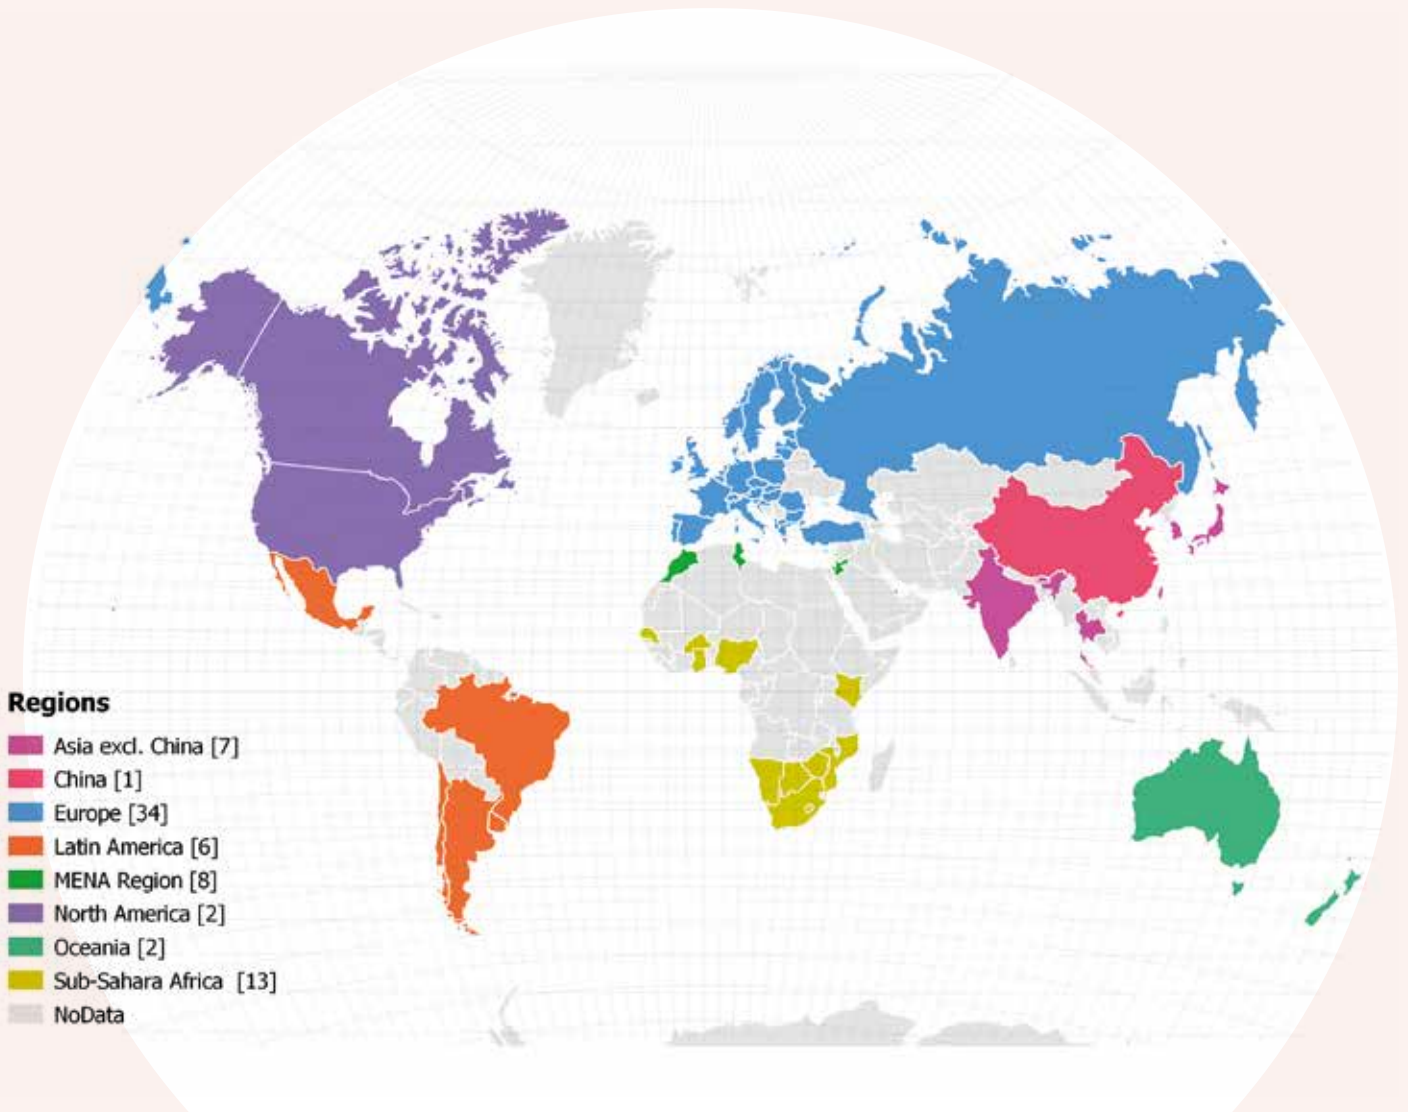 Regions
Asia excl. China [7]
China [1]
Europe [34]
Latin America [6]
MENA Region [8]
North America [2]
Oceania [2]
Sub-Sahara Africa [13]
NoData